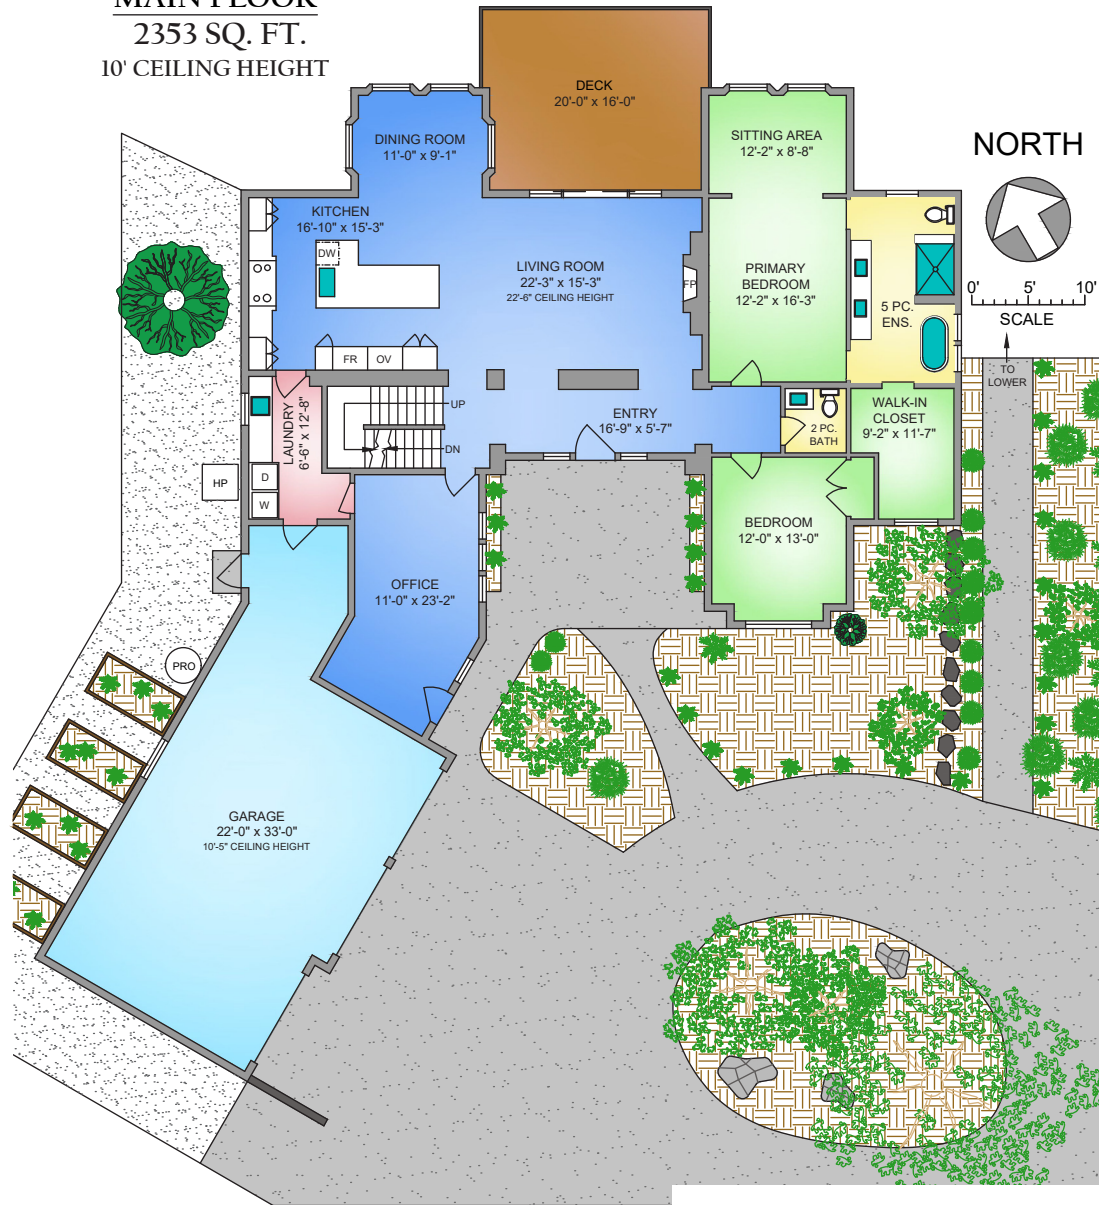 MAIN FLOOR
2353 SQ. FT.
10' CEILING HEIGHT
DECK
20'-0" x 16'-0"
DINING ROOM
11'-0" x 9'-1"
SITTING AREA
12'-2" x 8'-8"
NORTH
KITCHEN
16'-10" x 15'-3"
DW
LIVING ROOM
22'-3" x 15'-3"
22'-6" CEILING HEIGHT
FP
PRIMARY
BEDROOM
12'-2" x 16'-3"
5 PC.
ENS.
0' 5' 10'
SCALE
TO
LOWER
FR
OV
UP
DN
LAUNDRY
6'-6" x 12'-8"
ENTRY
16'-9" x 5'-7"
2 PC.
BATH
WALK-IN
CLOSET
9'-2" x 11'-7"
HP
D
W
BEDROOM
12'-0" x 13'-0"
OFFICE
11'-0" x 23'-2"
PRO
GARAGE
22'-0" x 33'-0"
10'-5" CEILING HEIGHT